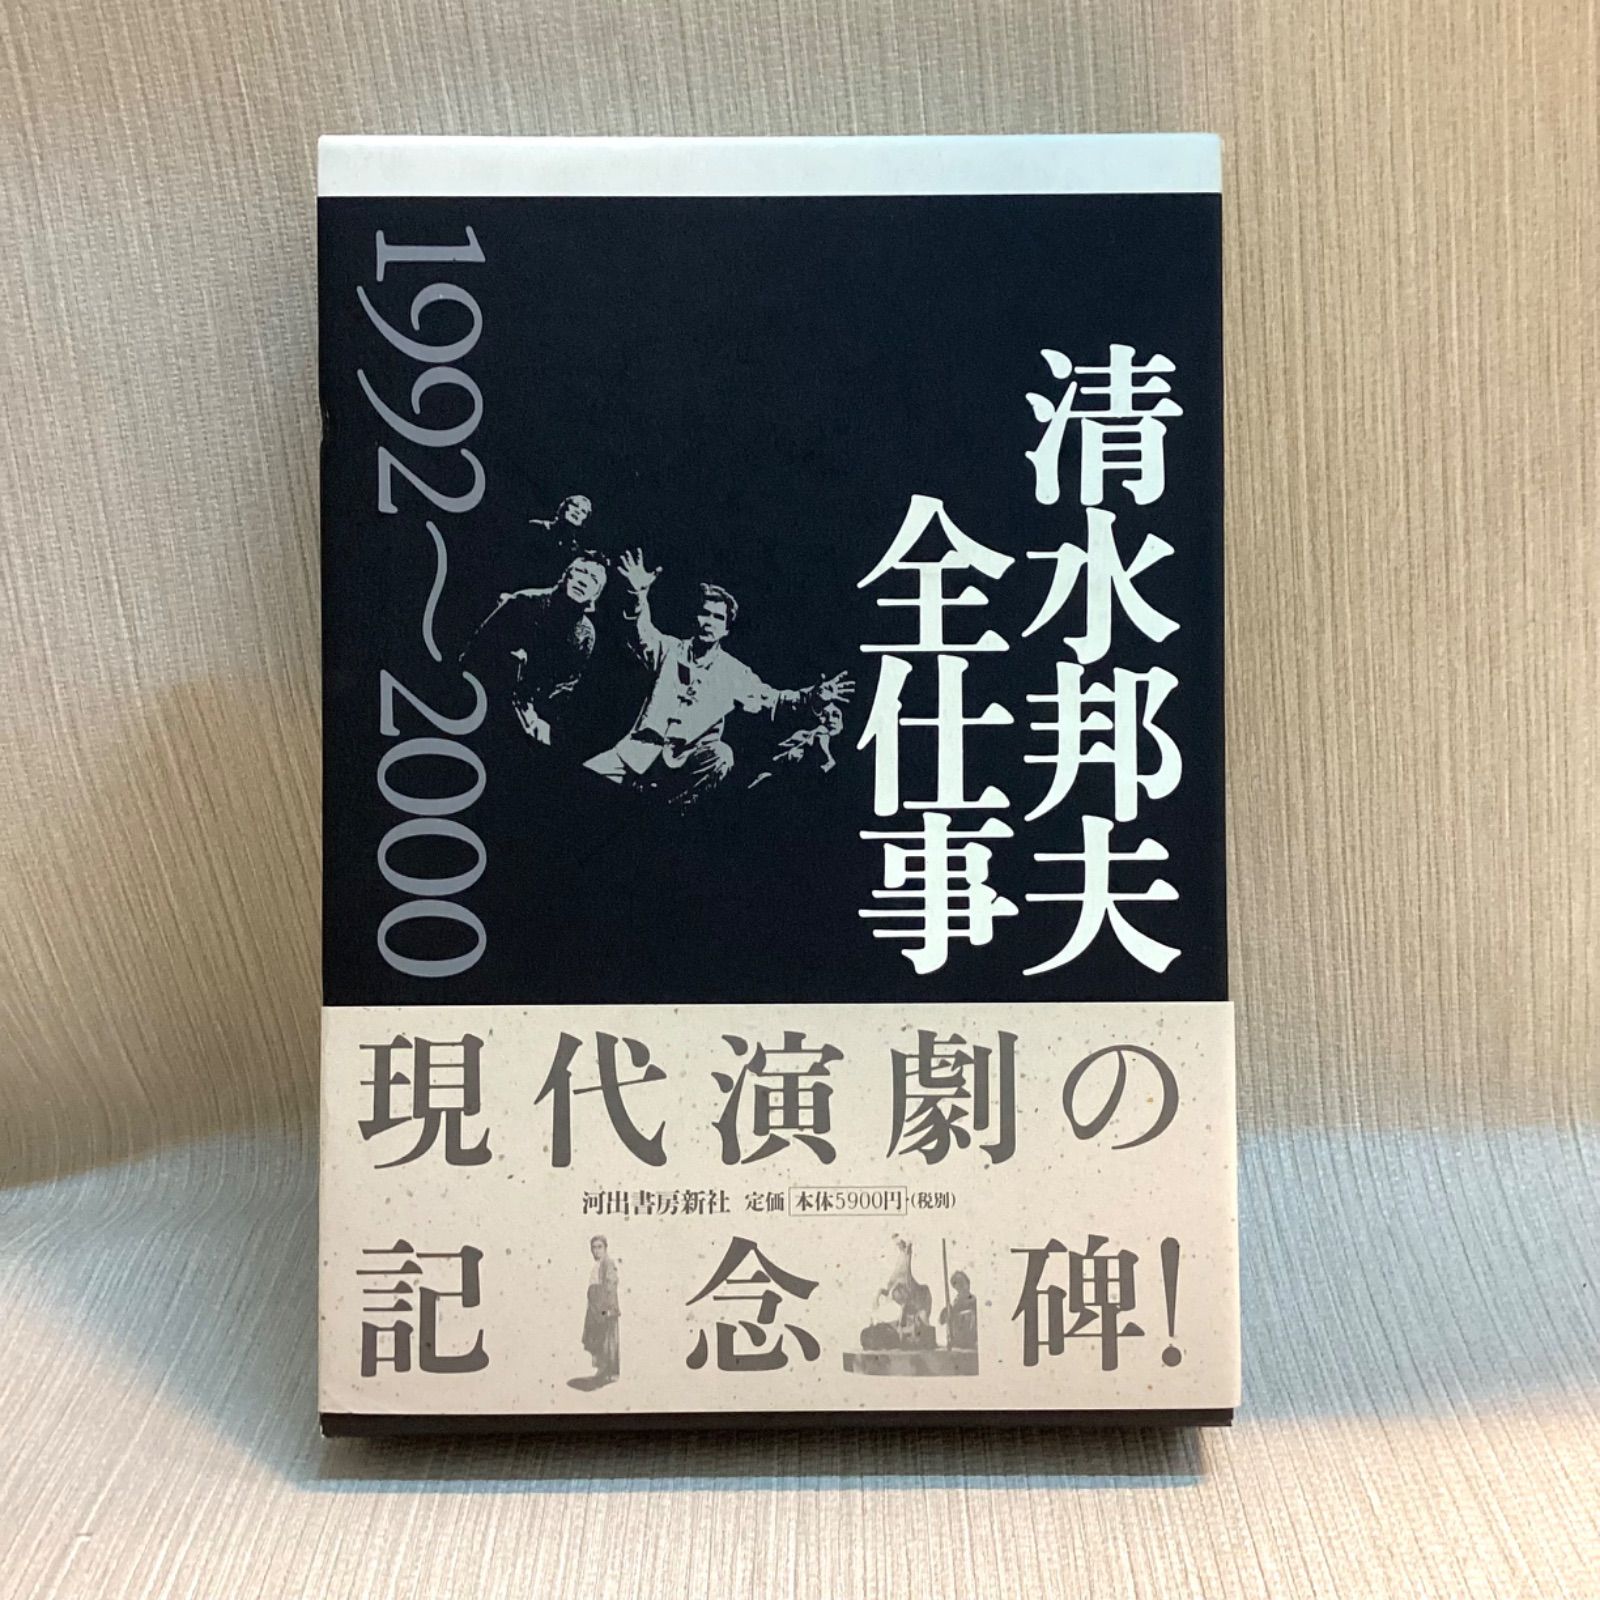 清水邦夫
全仕事
1992〜2000
現代演劇の
河出書房新社 定価 本体5900円・(税別)
記念碑!